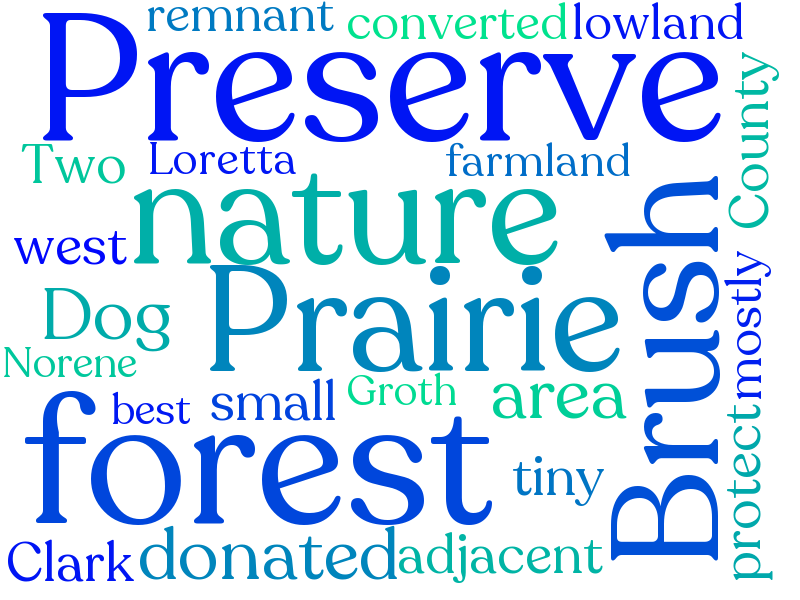 remnant
converted
lowland
Preserve
County
Two
Loretta
farmland
nature
west
Brush
mostly
Prairie
Dog
Norene
best
small
Groth
area
forest
tiny
protect
Clark
donated
adjacent